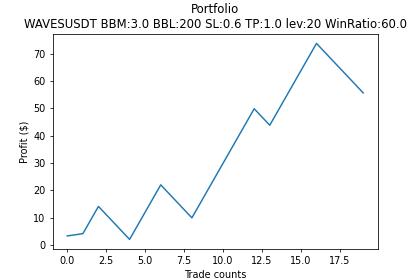 Portfolio
WAVESUSDT BBM:3.0 BBL:200 SL:0.6 TP:1.0 lev:20 WinRatio:60.0
Profit ($)
70
60
50
40
30
20
10
0
0.0 2.5 5.0 7.5 10.0 12.5 15.0 17.5
Trade counts